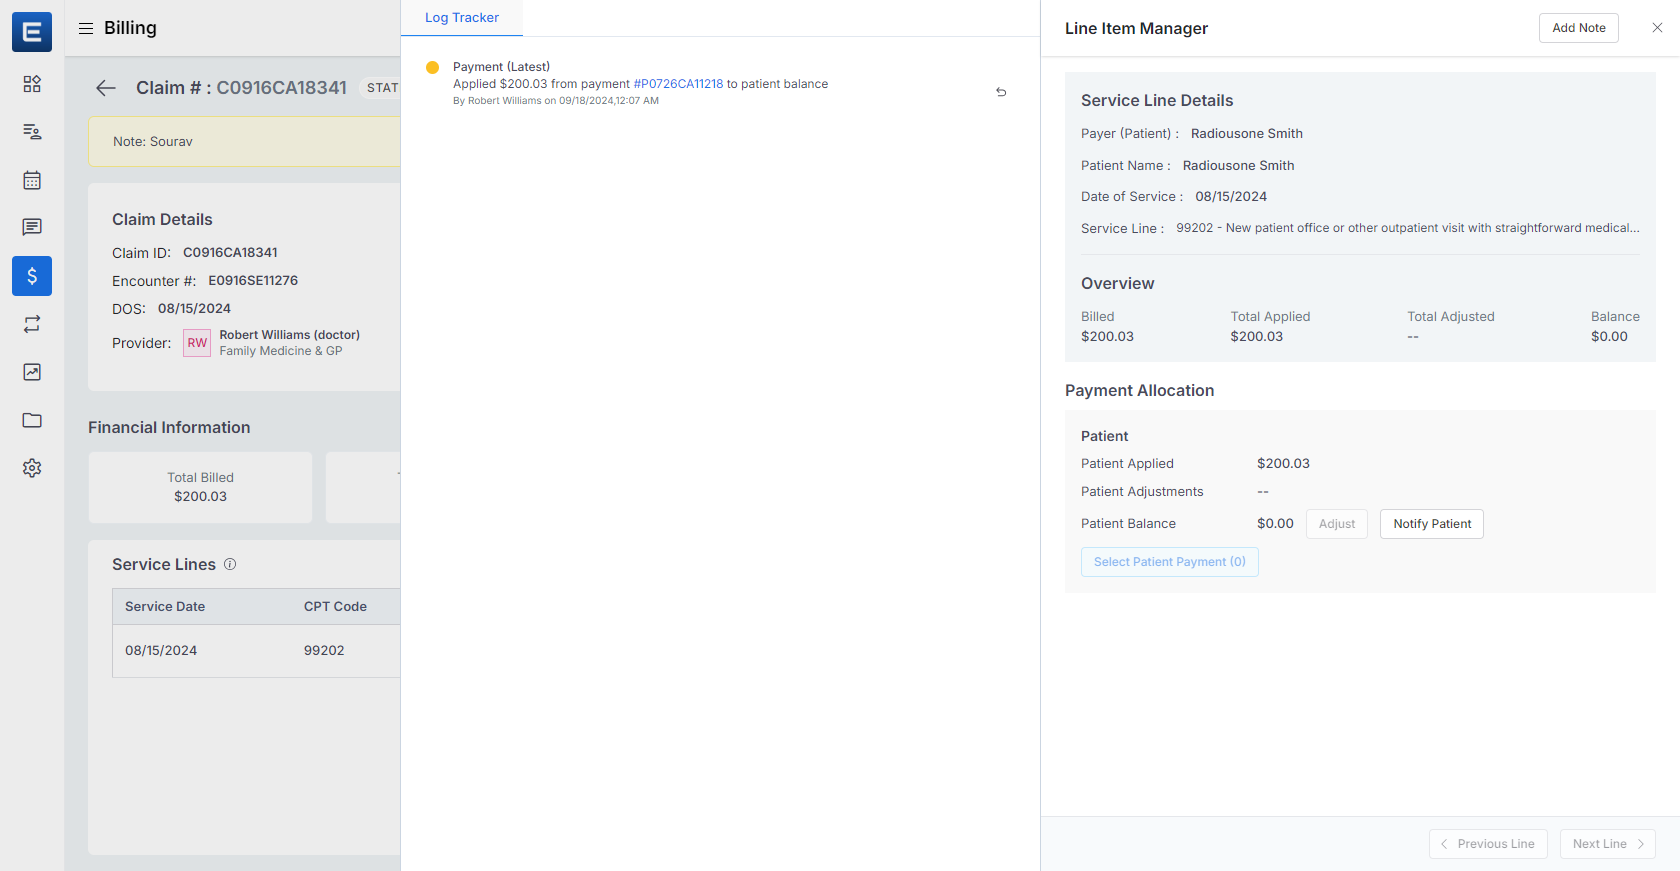 E
Billing
Claim # : C0916CA18341
STAT
Note: Sourav
Claim Details
Claim ID: C0916CA18341
Encounter #: E0916SE11276
DOS: 08/15/2024
Provider: RW Robert Williams (doctor)
Family Medicine & GP
Financial Information
Total Billed
$200.03
Service Lines
Service Date CPT Code
08/15/2024 99202
Log Tracker
Payment (Latest)
Applied $200.03 from payment #P0726CA11218 to patient balance
By Robert Williams on 09/18/2024,12:07 AM
Line Item Manager
Add Note
Service Line Details
Payer (Patient) : Radiousone Smith
Patient Name : Radiousone Smith
Date of Service : 08/15/2024
Service Line : 99202 - New patient office or other outpatient visit with straightforward medical...
Overview
Billed Total Applied Total Adjusted Balance
$200.03 $200.03 -- $0.00
Payment Allocation
Patient
Patient Applied $200.03
Patient Adjustments --
Patient Balance $0.00 Adjust Notify Patient
Select Patient Payment (0)
Previous Line Next Line